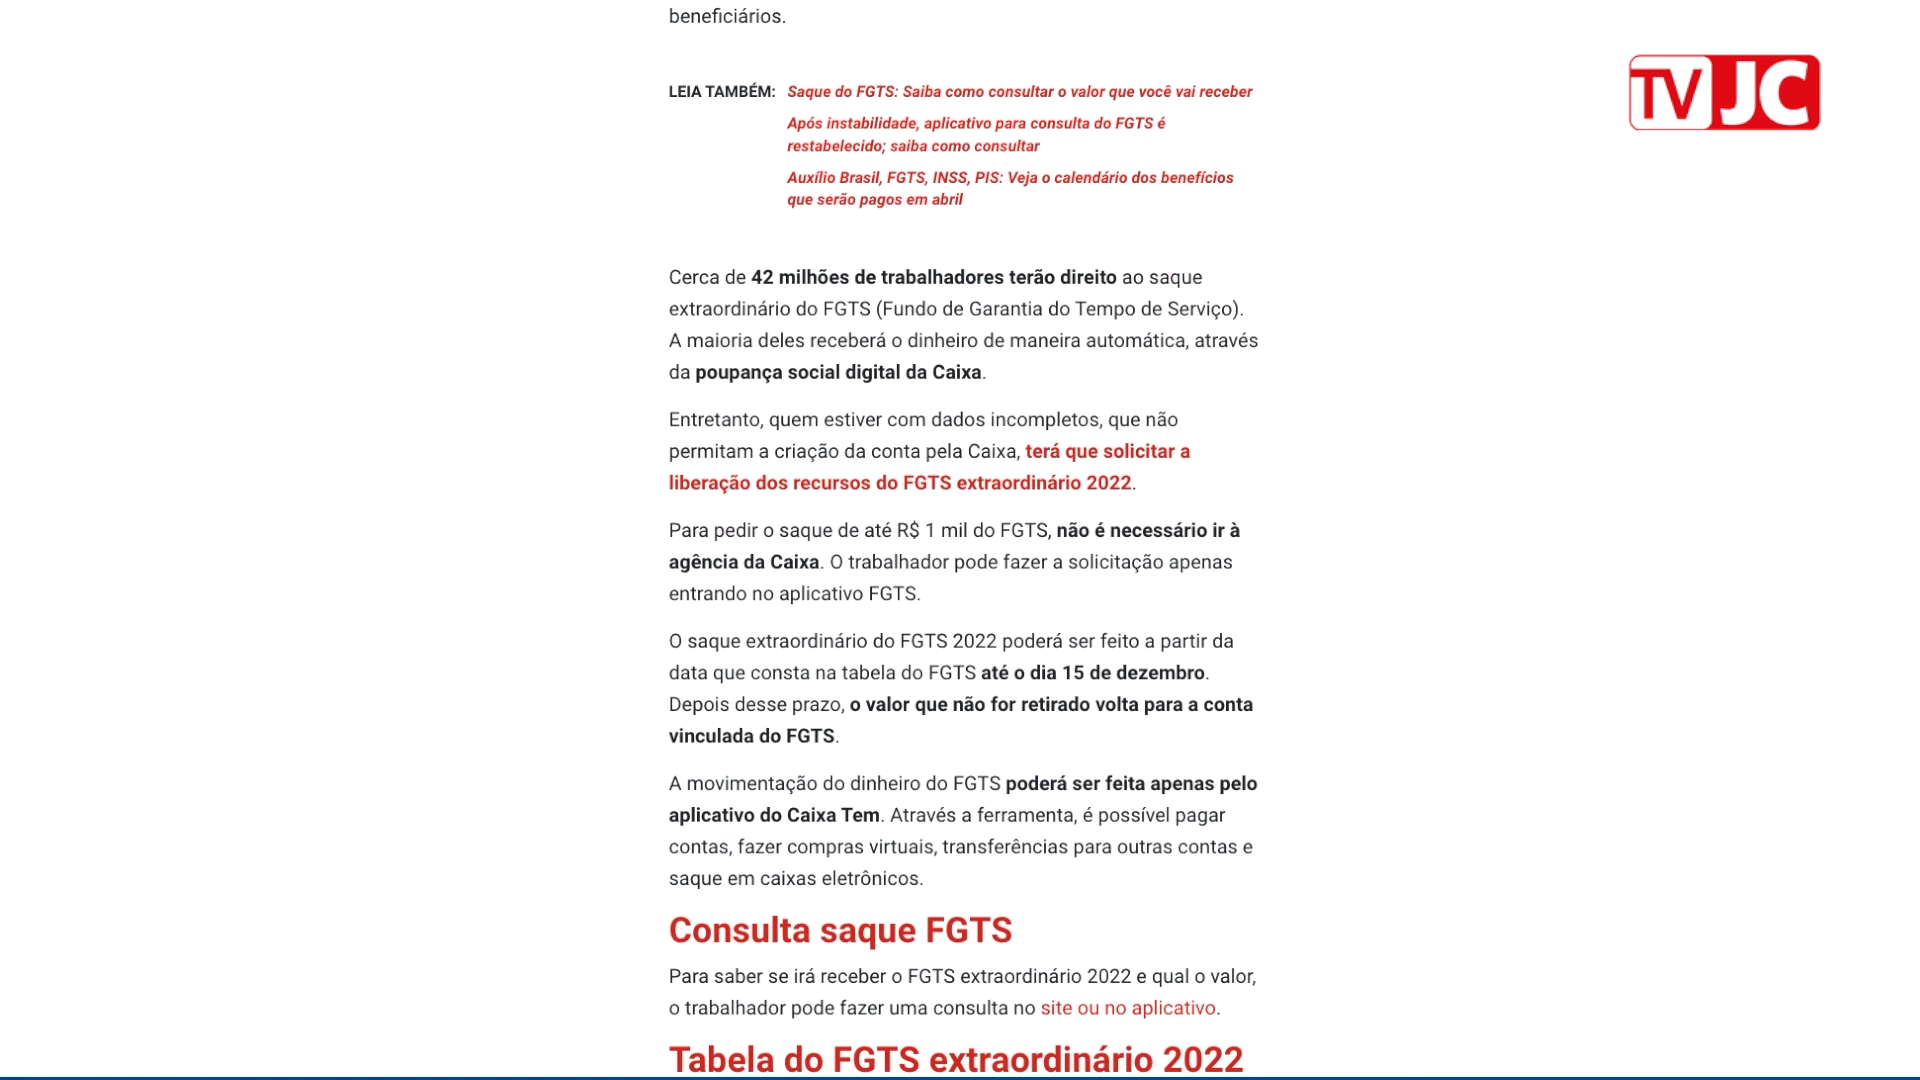 beneficiários.
TV JC
LEIA TAMBÉM: Saque do FGTS: Saiba como consultar o valor que você vai receber
Após instabilidade, aplicativo para consulta do FGTS é
restabelecido; saiba como consultar
Auxílio Brasil, FGTS, INSS, PIS: Veja o calendário dos benefícios
que serão pagos em abril
Cerca de 42 milhões de trabalhadores terão direito ao saque
extraordinário do FGTS (Fundo de Garantia do Tempo de Serviço).
A maioria deles receberá o dinheiro de maneira automática, através
da poupança social digital da Caixa.
Entretanto, quem estiver com dados incompletos, que não
permitam a criação da conta pela Caixa, terá que solicitar a
liberação dos recursos do FGTS extraordinário 2022.
Para pedir o saque de até R$ 1 mil do FGTS, não é necessário ir à
agência da Caixa. O trabalhador pode fazer a solicitação apenas
entrando no aplicativo FGTS.
O saque extraordinário do FGTS 2022 poderá ser feito a partir da
data que consta na tabela do FGTS até o dia 15 de dezembro.
Depois desse prazo, o valor que não for retirado volta para a conta
vinculada do FGTS.
A movimentação do dinheiro do FGTS poderá ser feita apenas pelo
aplicativo do Caixa Tem. Através a ferramenta, é possível pagar
contas, fazer compras virtuais, transferências para outras contas e
saque em caixas eletrônicos.
Consulta saque FGTS
Para saber se irá receber o FGTS extraordinário 2022 e qual o valor,
o trabalhador pode fazer uma consulta no site ou no aplicativo.
Tabela do FGTS extraordinário 2022